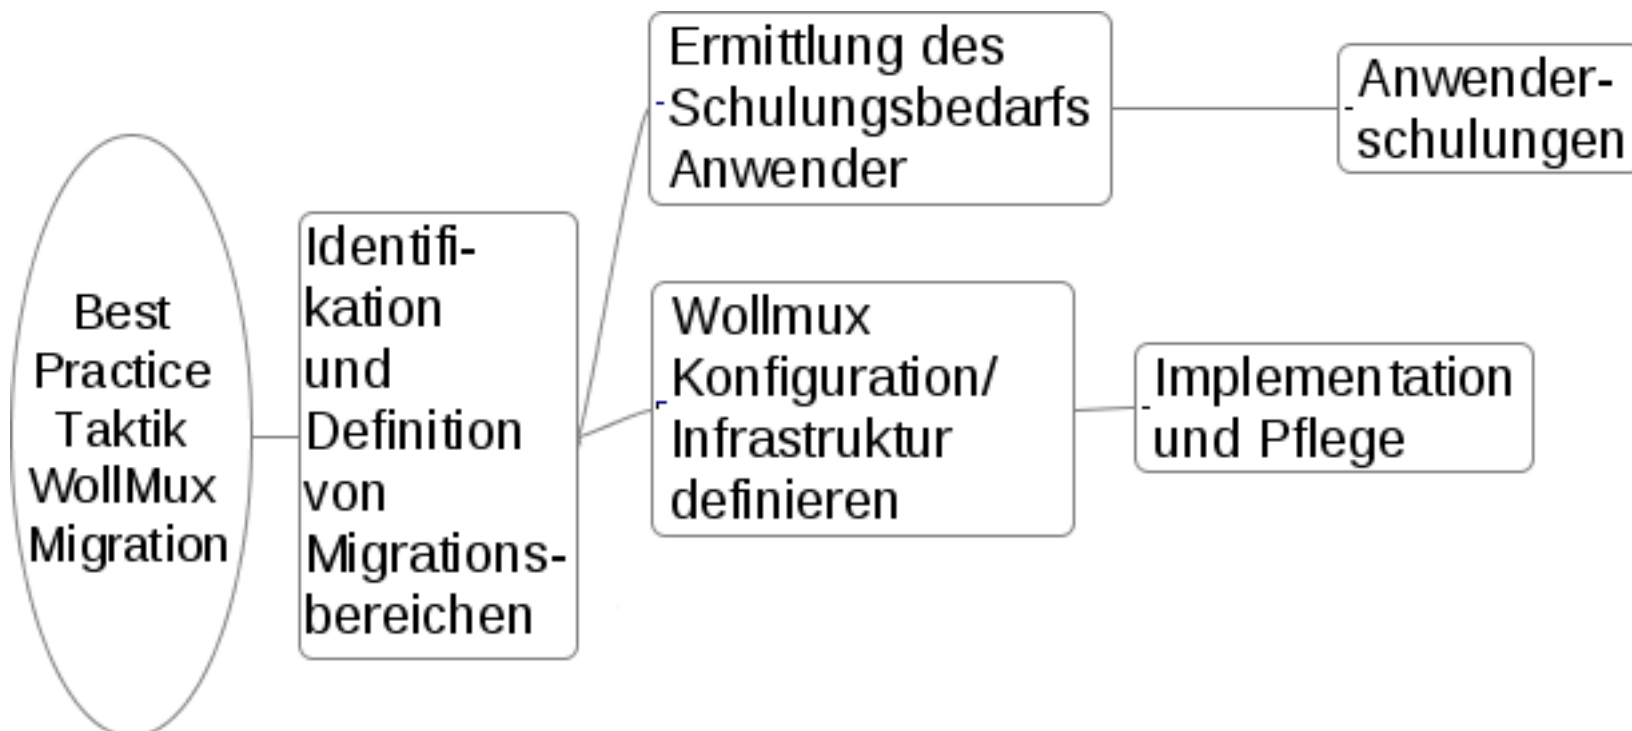 Best
Practice
Taktik
WollMux
Migration
Identifi-
kation
und
Definition
von
Migrations-
bereichen
Ermittlung des
Schulungsbedarfs
Anwender
Anwender-
schulungen
Wollmux
Konfiguration/
Infrastruktur
definieren
Implementation
und Pflege